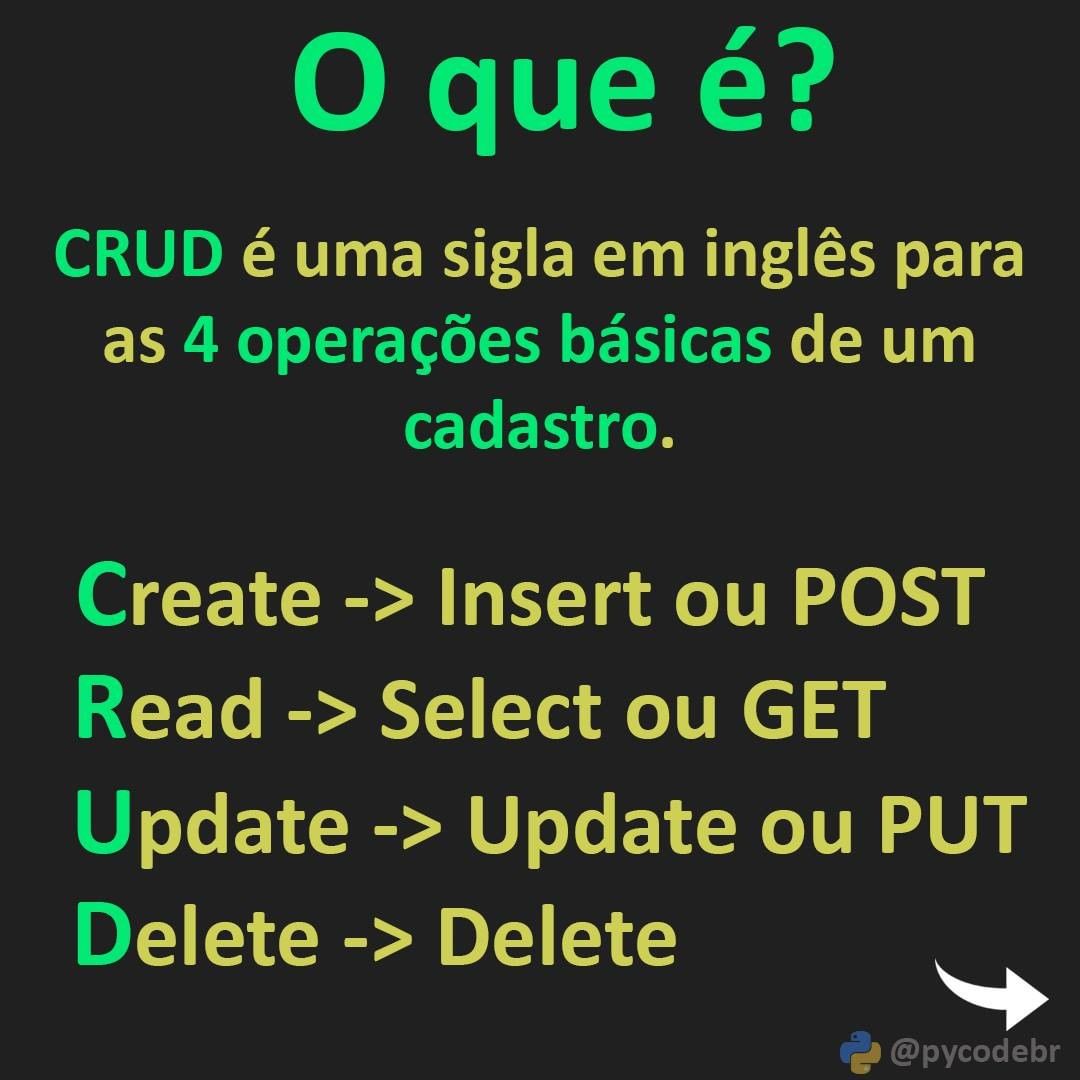 O que é?
CRUD é uma sigla em inglês para
as 4 operações básicas de um
cadastro.
Create -> Insert ou POST
Read -> Select ou GET
Update -> Update ou PUT
Delete -> Delete
@pycodebr